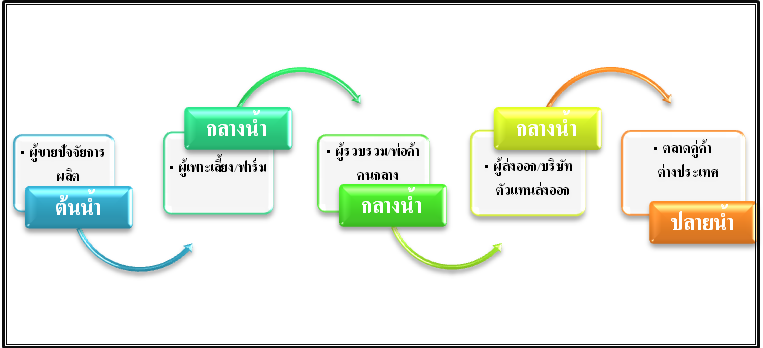 ▪ ผู้ขายปัจจัยการ
ผลิต
ต้นน้ำ
กลางน้ำ
▪ ผู้เพาะเลี้ยง/ฟาร์ม
▪ ผู้รวบรวม/พ่อค้า
คนกลาง
กลางน้ำ
กลางน้ำ
▪ ผู้ส่งออก/บริษัท
ตัวแทนส่งออก
▪ ตลาดคู่ค้า
ต่างประเทศ
ปลายน้ำ